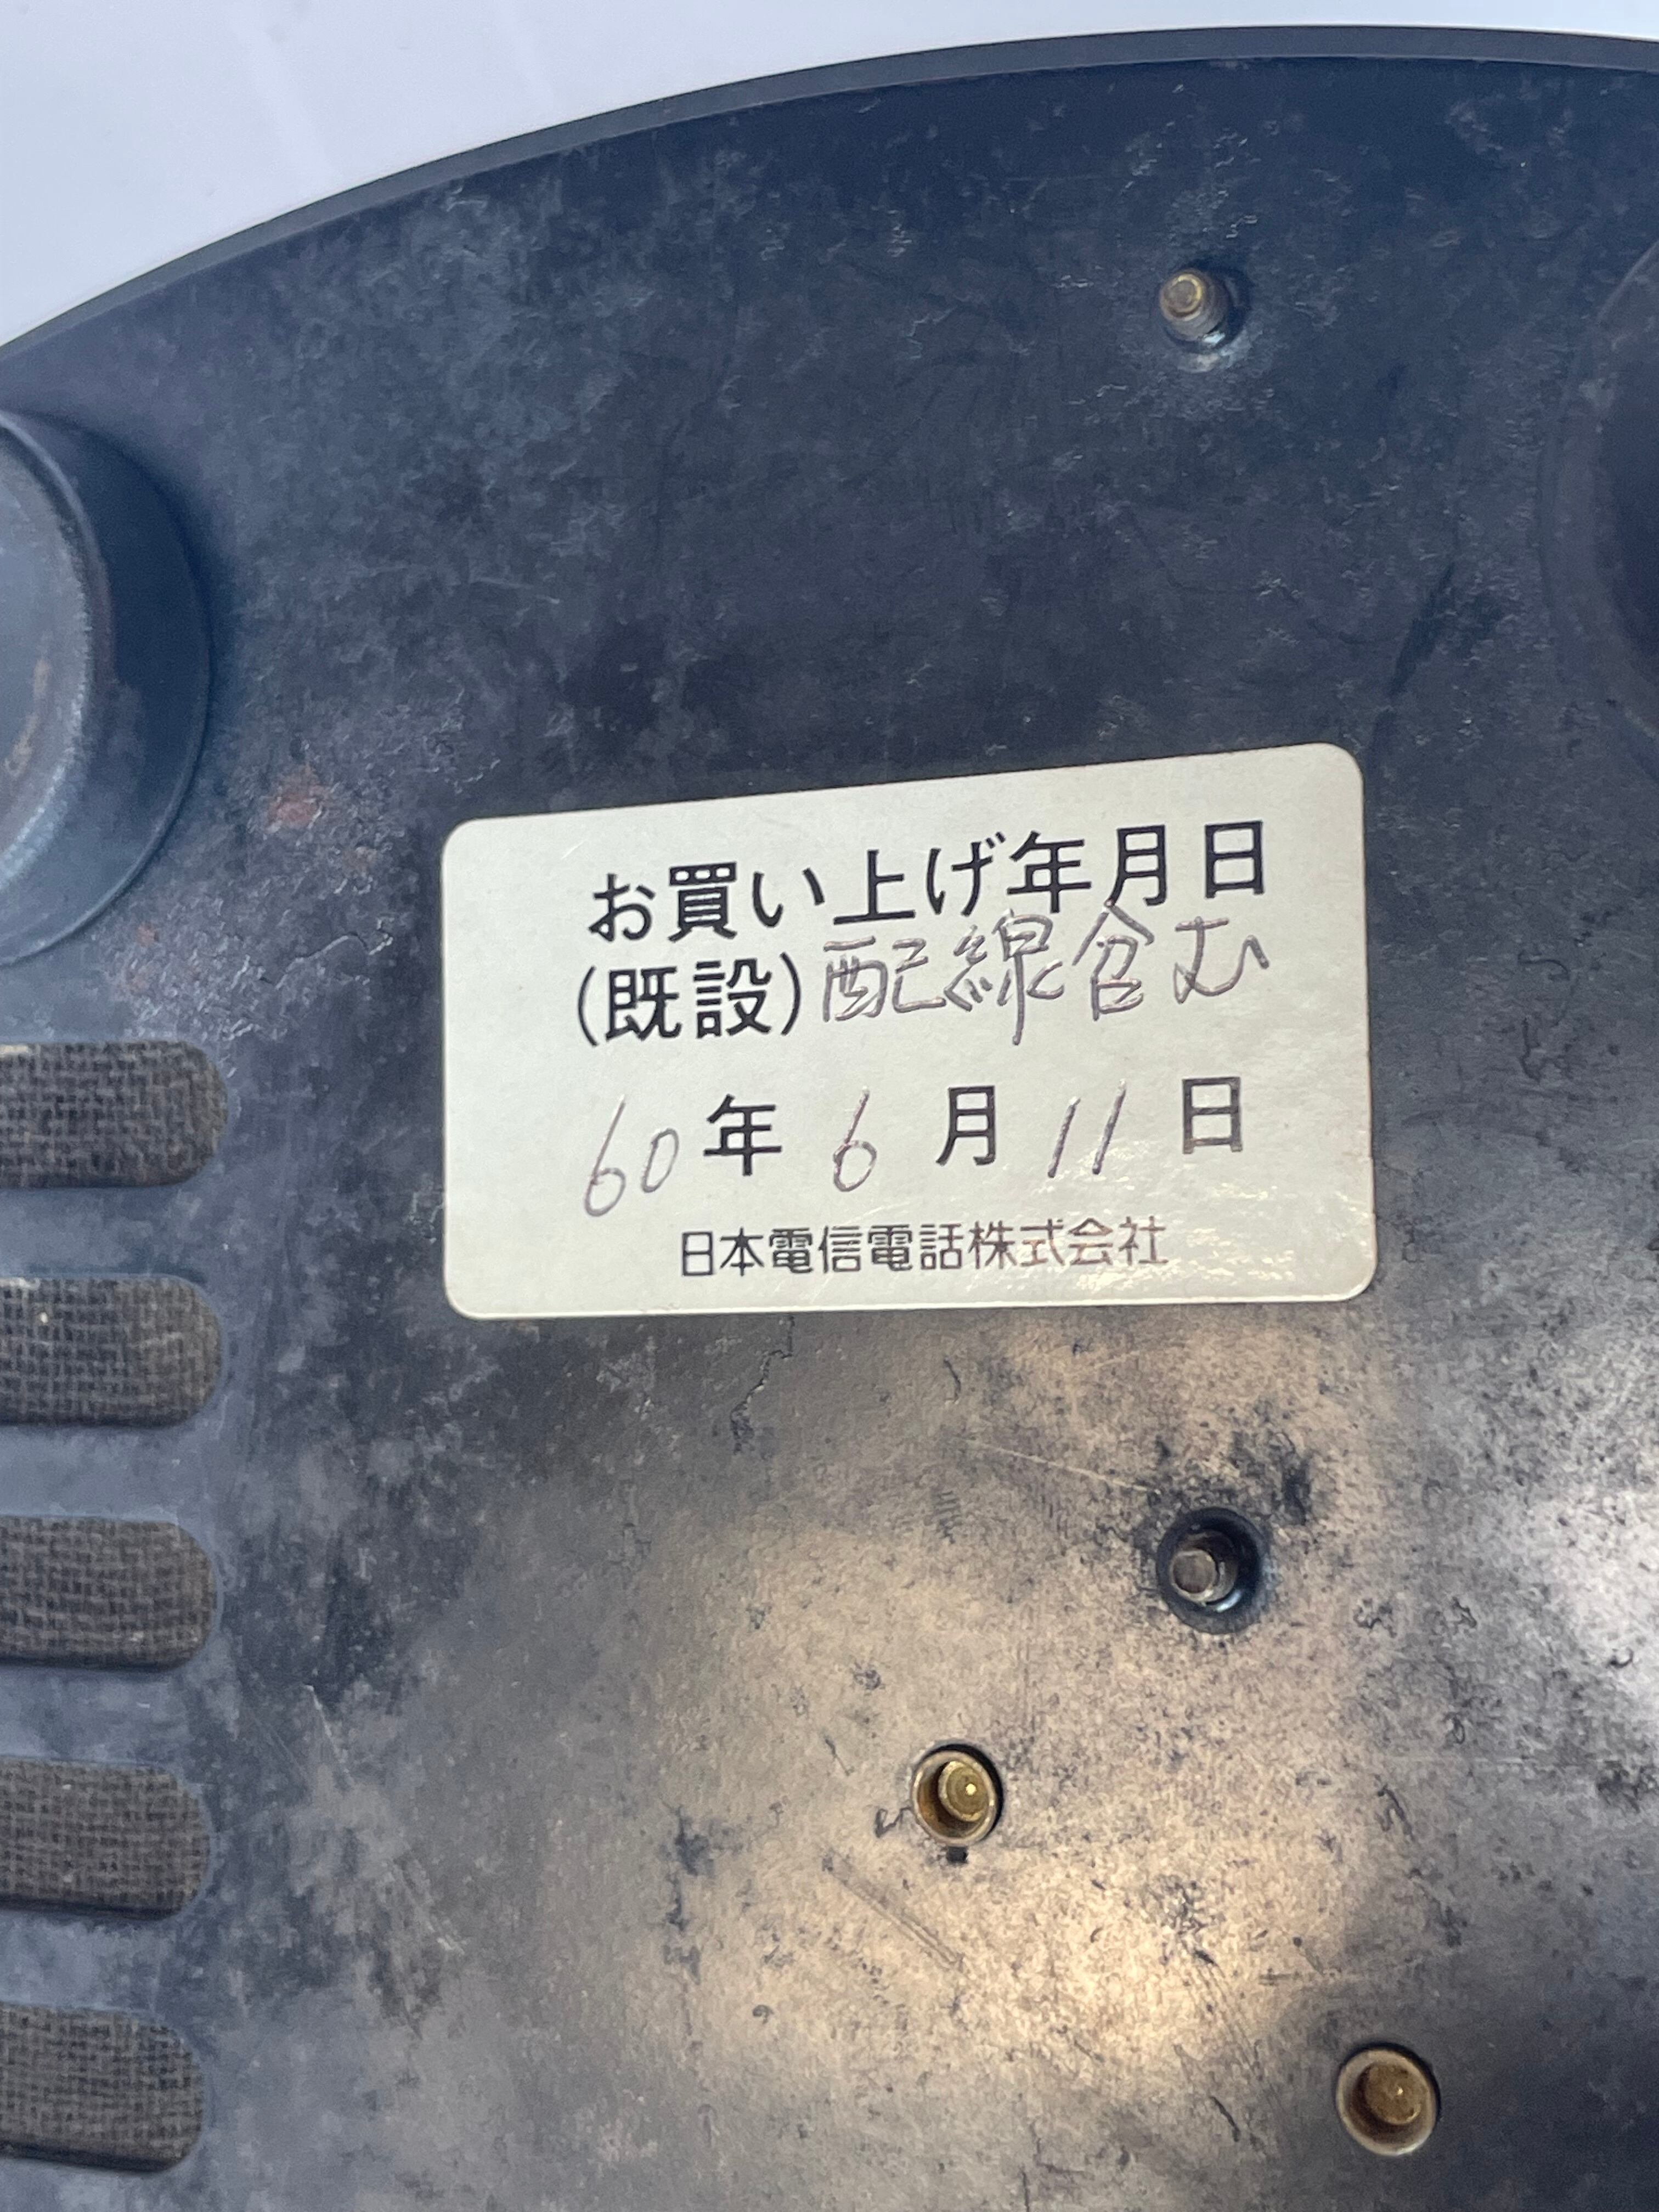 お買い上げ年月日
(既設)配線含む
60年6月11日
日本電信電話株式会社